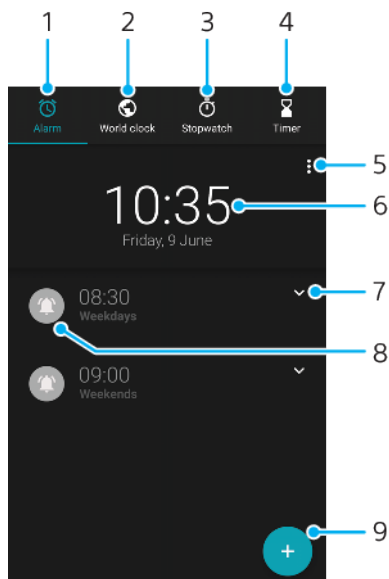 1 2 3 4
Alarm World clock Stopwatch Timer
5
10:35
6
Friday, 9 June
08:30
7
Weekdays
8
09:00
Weekends
9